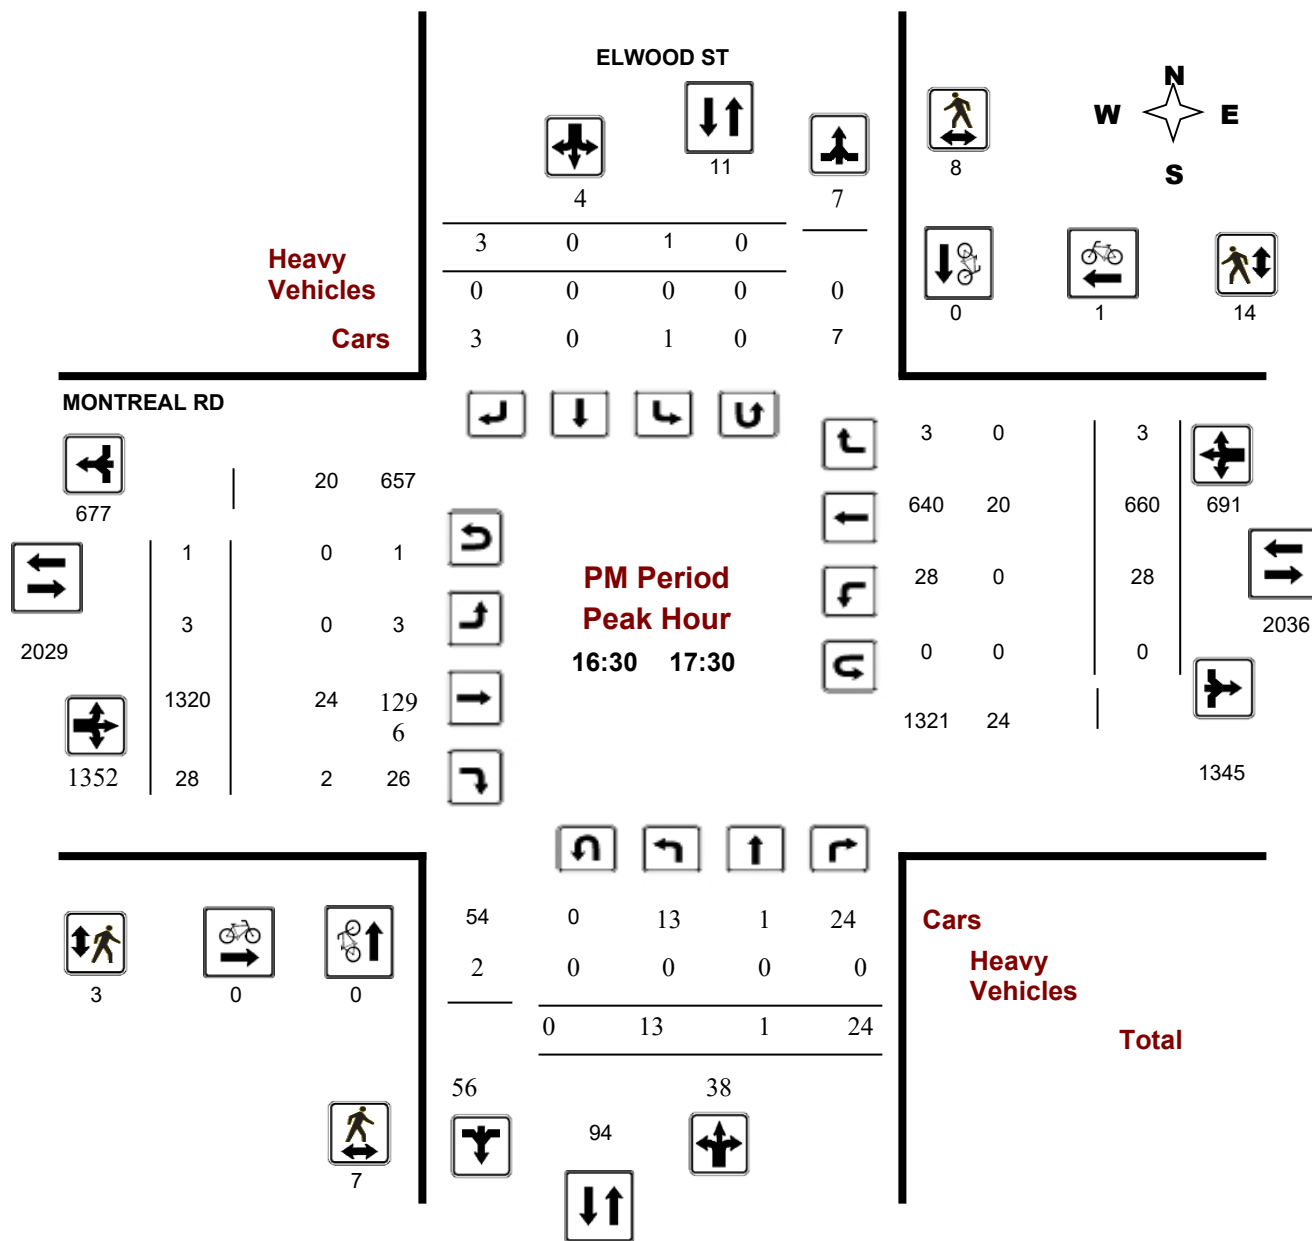 ELWOOD ST
N
W E
S
11
8
4 7
3 0 1 0
Heavy
Vehicles
0 0 0 0 0
0 1 14
Cars
3 0 1 0 7
MONTREAL RD
3 0 3
20 657
677
640 20 660 691
1 0 1
PM Period
28 0 28
3 0 3
Peak Hour
2036
2029
16:30 17:30
0 0 0
1320 24 129
6
1321 24
1352 28 2 26
1345
54 0 13 1 24
Cars
2 0 0 0 0
Heavy
Vehicles
3 0 0
0 13 1 24
Total
56 38
94
7